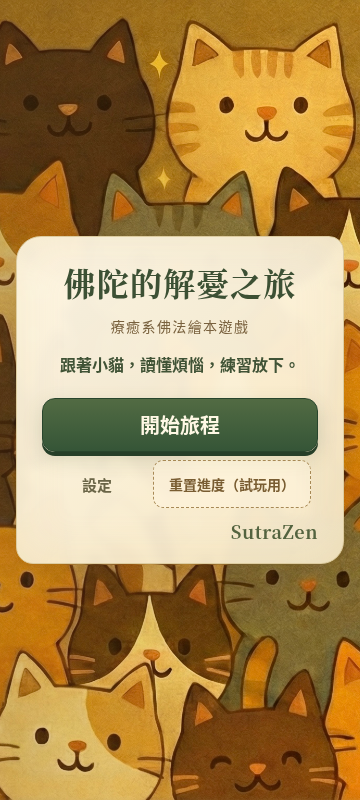 佛陀的解憂之旅
療癒系佛法繪本遊戲
跟著小貓，讀懂煩惱，練習放下。
開始旅程
設定
重置進度（試玩用）
SutraZen